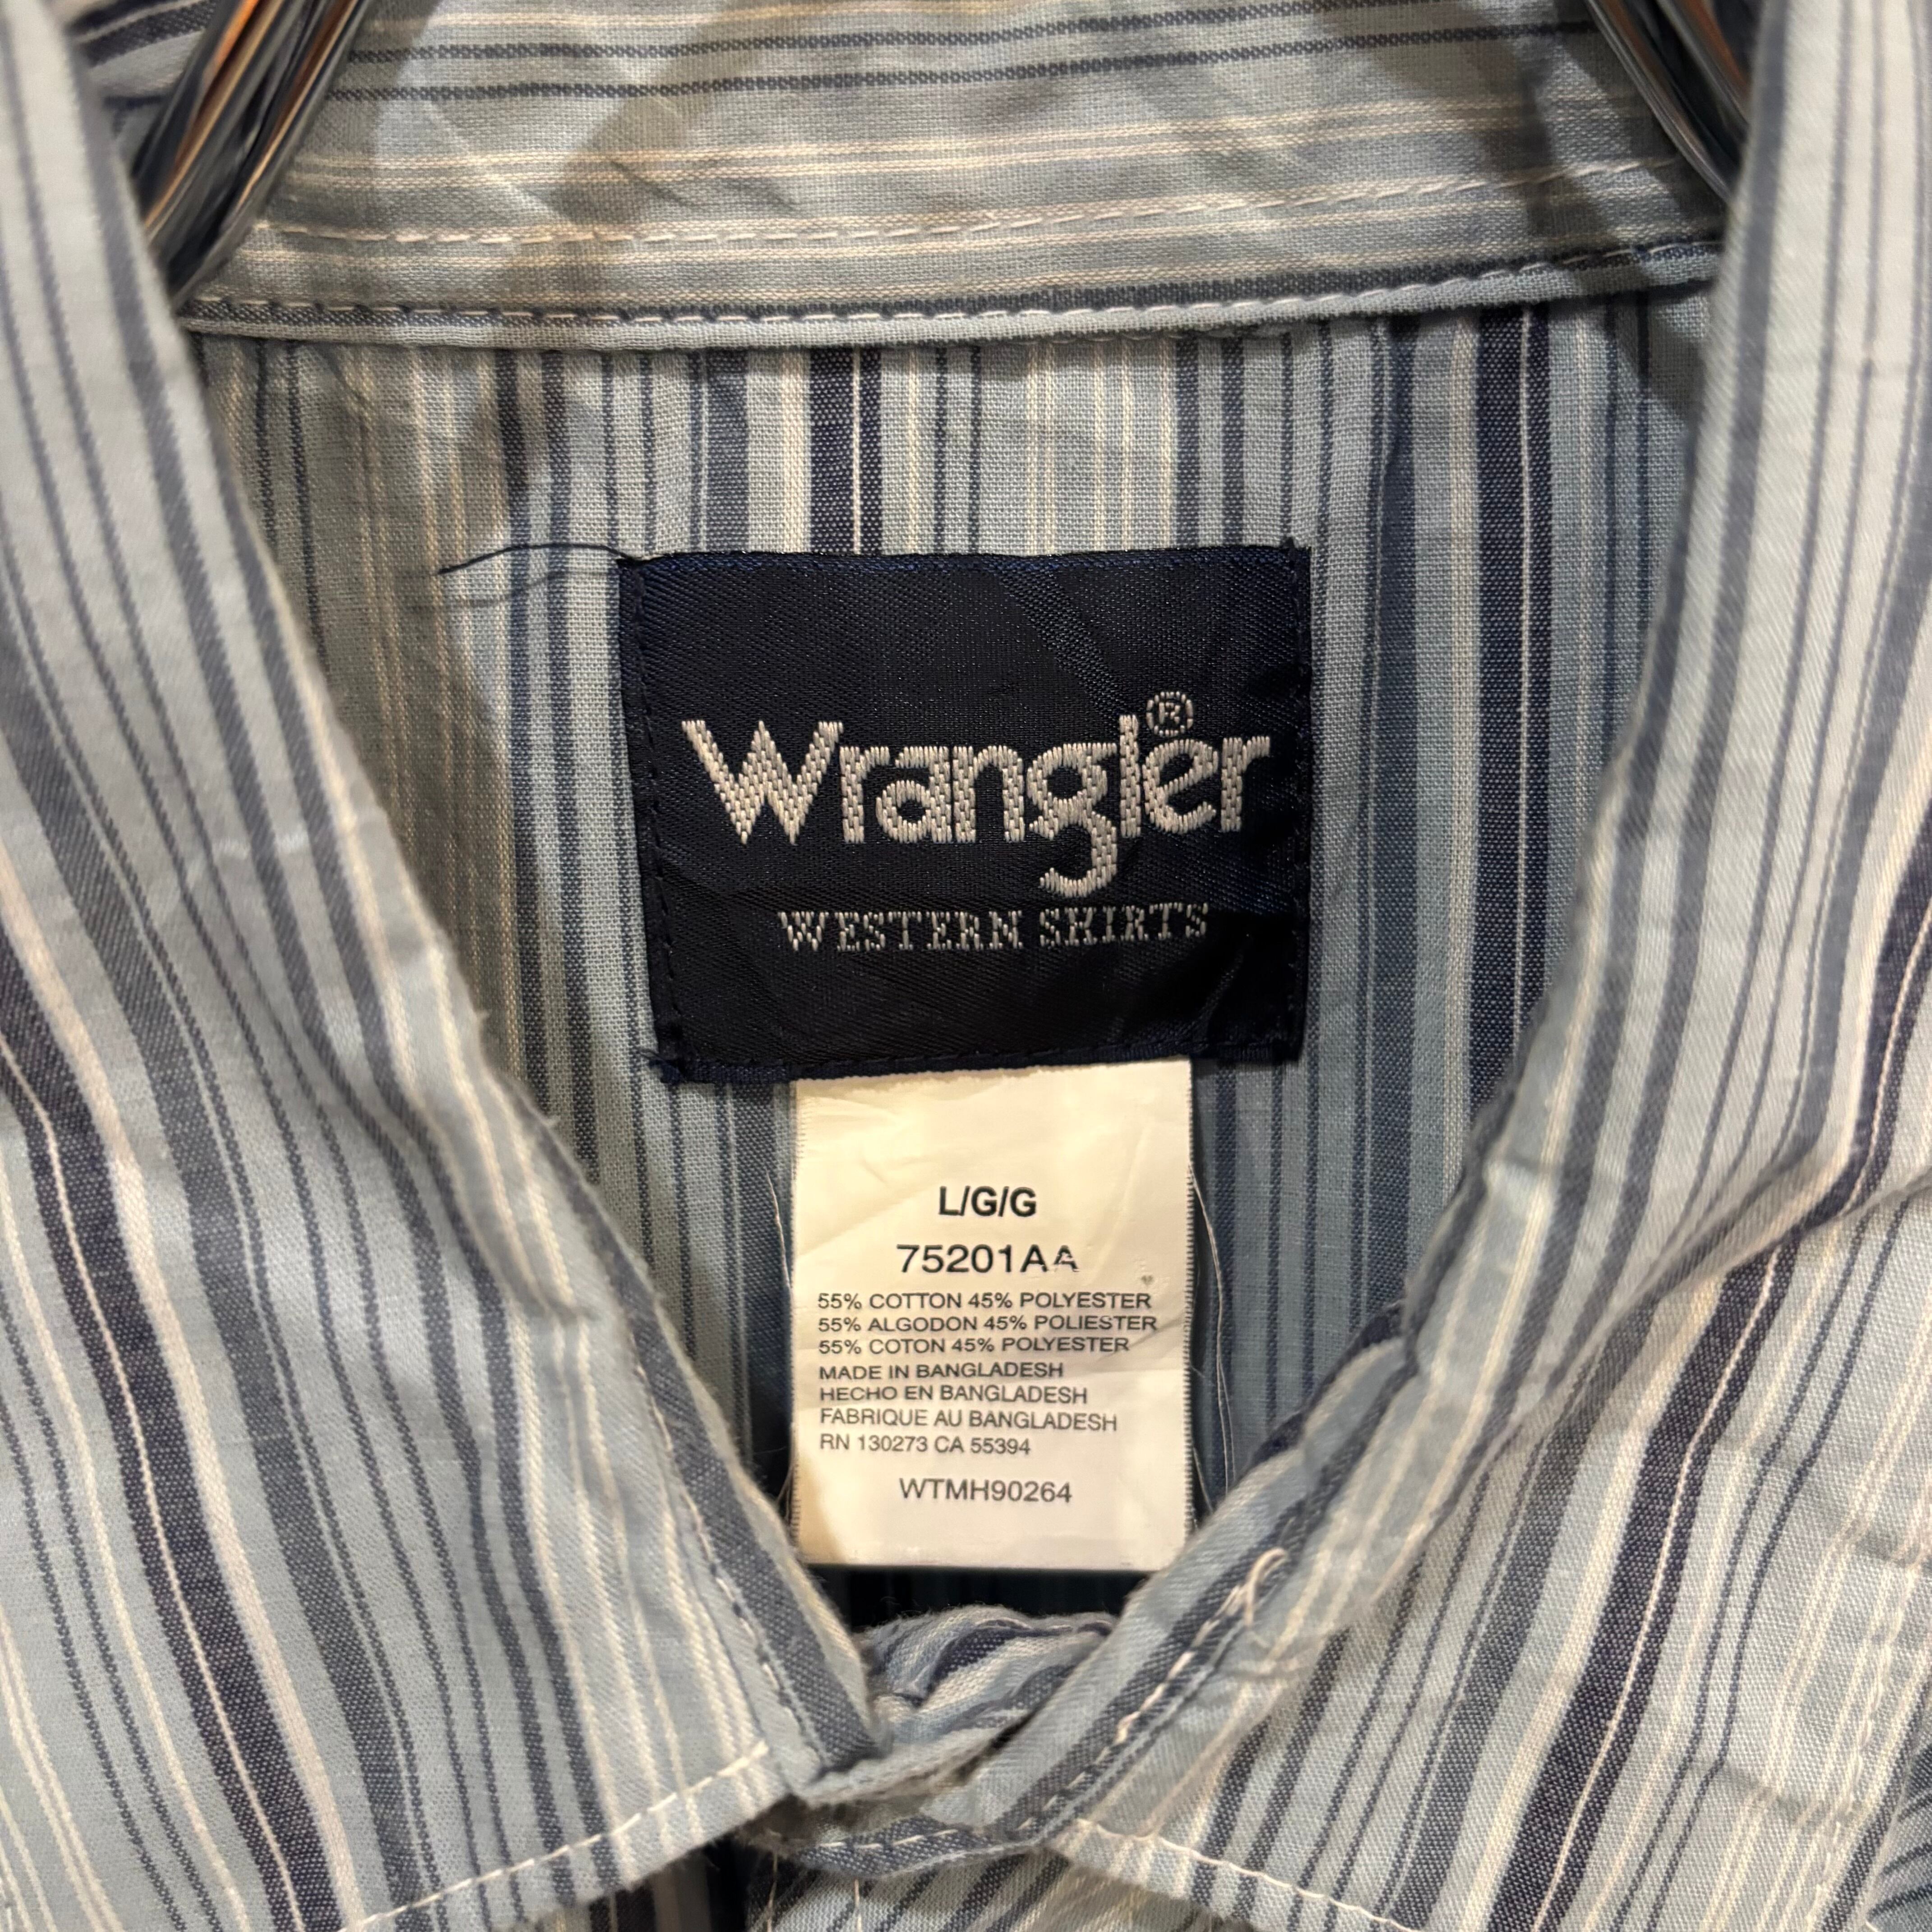 Wrangler®
WESTERN SHIRTS
L/G/G
75201AA
55% COTTON 45% POLYESTER
55% ALGODON 45% POLIESTER
55% COTON 45% POLYESTER
MADE IN BANGLADESH
HECHO EN BANGLADESH
FABRIQUE AU BANGLADESH
RN 130273 CA 55394
WTMH90264